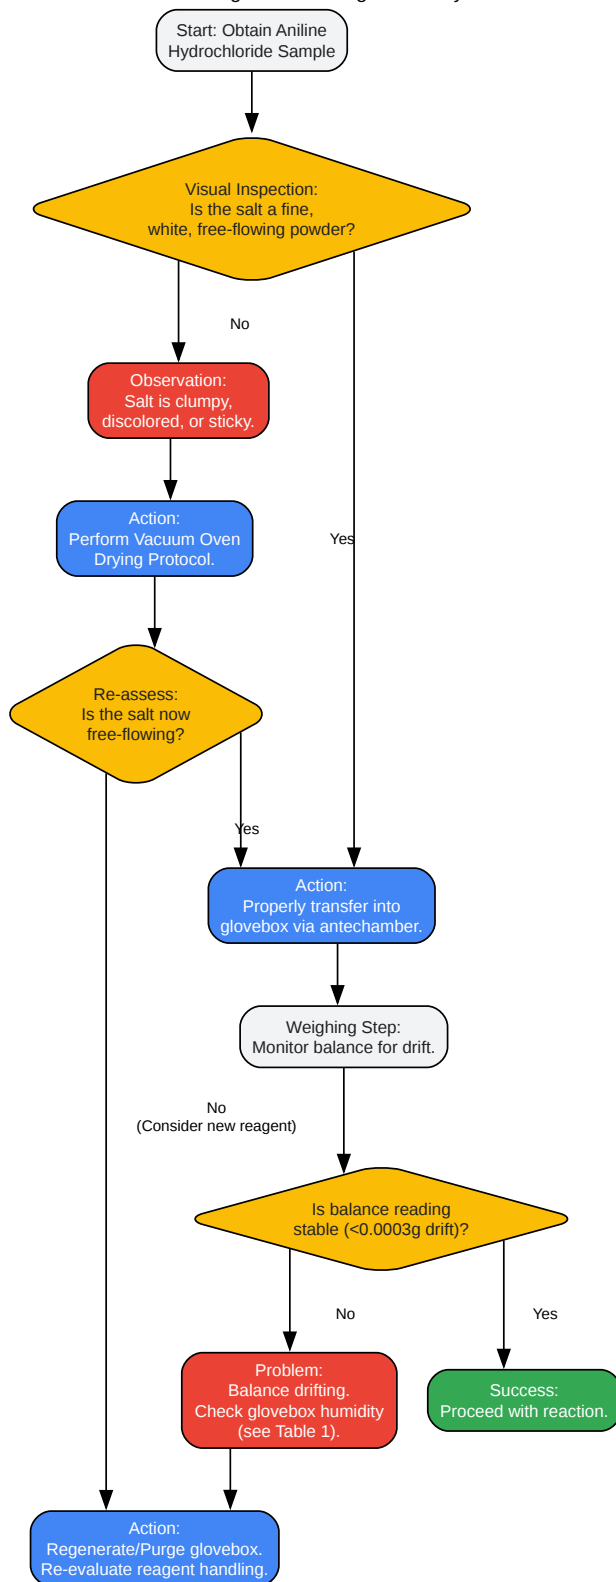 Start: Obtain Aniline
Hydrochloride Sample
Visual Inspection:
Is the salt a fine,
white, free-flowing powder?
No
Observation:
Salt is clumpy,
discolored, or sticky.
Action:
Perform Vacuum Oven
Drying Protocol.
Yes
Re-assess:
Is the salt now
free-flowing?
Yes
Action:
Properly transfer into
glovebox via antechamber.
Weighing Step:
Monitor balance for drift.
No
(Consider new reagent)
Is balance reading
stable (<0.0003g drift)?
No
Yes
Problem:
Balance drifting.
Check glovebox humidity
(see Table 1).
Success:
Proceed with reaction.
Action:
Regenerate/Purge glovebox.
Re-evaluate reagent handling.